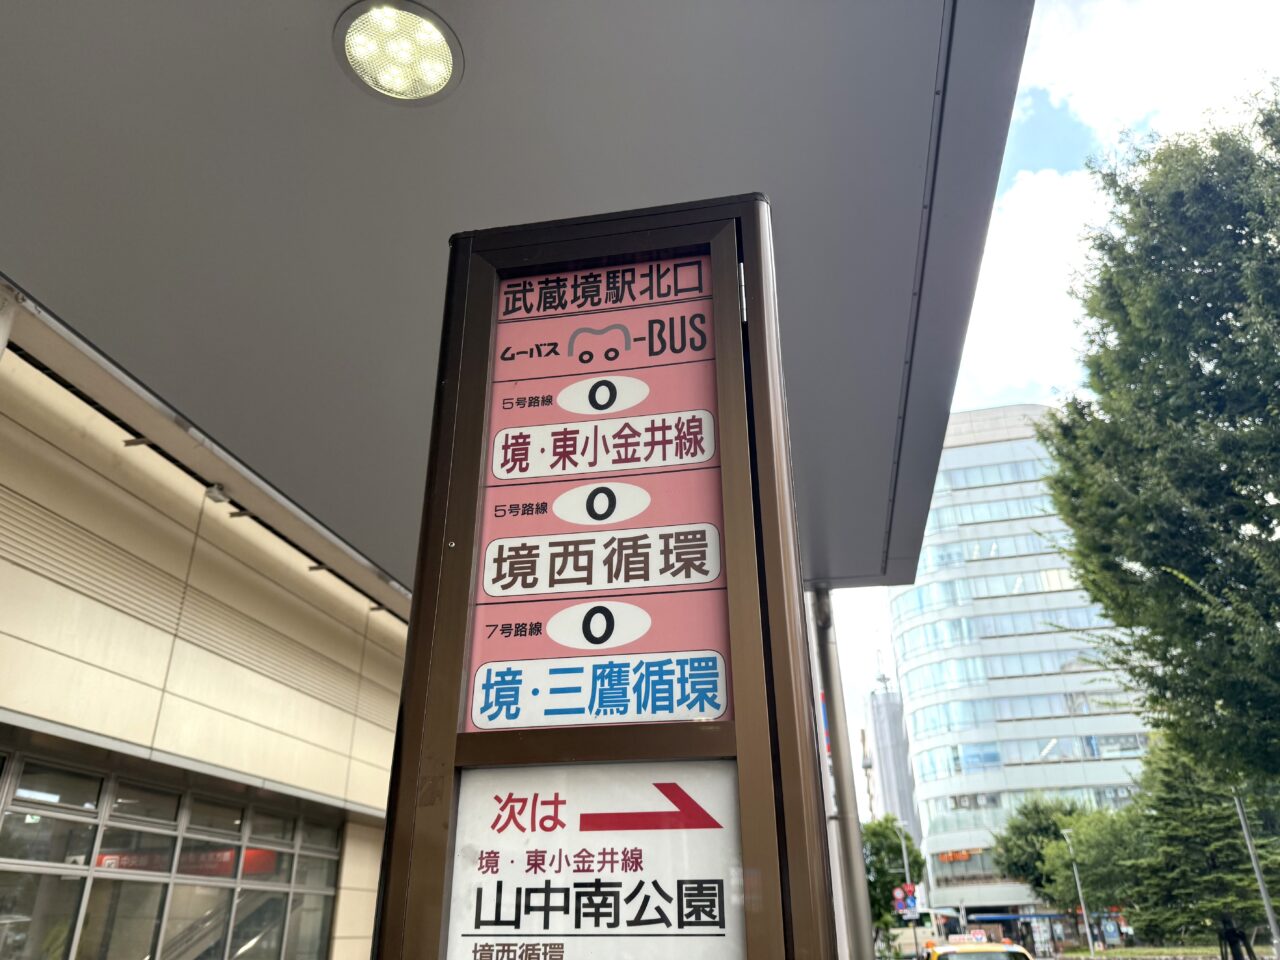 武蔵境駅北口
ムーバス M-BUS
5号路線 0
境・東小金井線
5号路線 0
境西循環
7号路線 0
境・三鷹循環
次は
境・東小金井線
山中南公園
境西循環